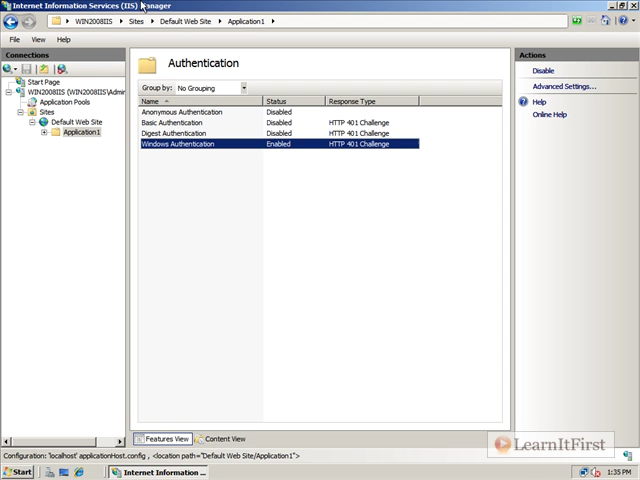 Internet Information Services (IIS) Manager
WIN2008IIS Sites Default Web Site Application1
File View Help
Connections
Start Page
WIN2008IIS (WIN2008IIS\Admin
Application Pools
Sites
Default Web Site
Application1
Authentication
Group by: No Grouping
Name Status Response Type
Anonymous Authentication Disabled
Basic Authentication Disabled HTTP 401 Challenge
Digest Authentication Disabled HTTP 401 Challenge
Windows Authentication Enabled HTTP 401 Challenge
Actions
Disable
Advanced Settings...
Help
Online Help
Features View Content View
LearnItFirst
Configuration: 'localhost' applicationHost.config , <location path="Default Web Site/Application1">
Start Internet Information ... 1:35 PM